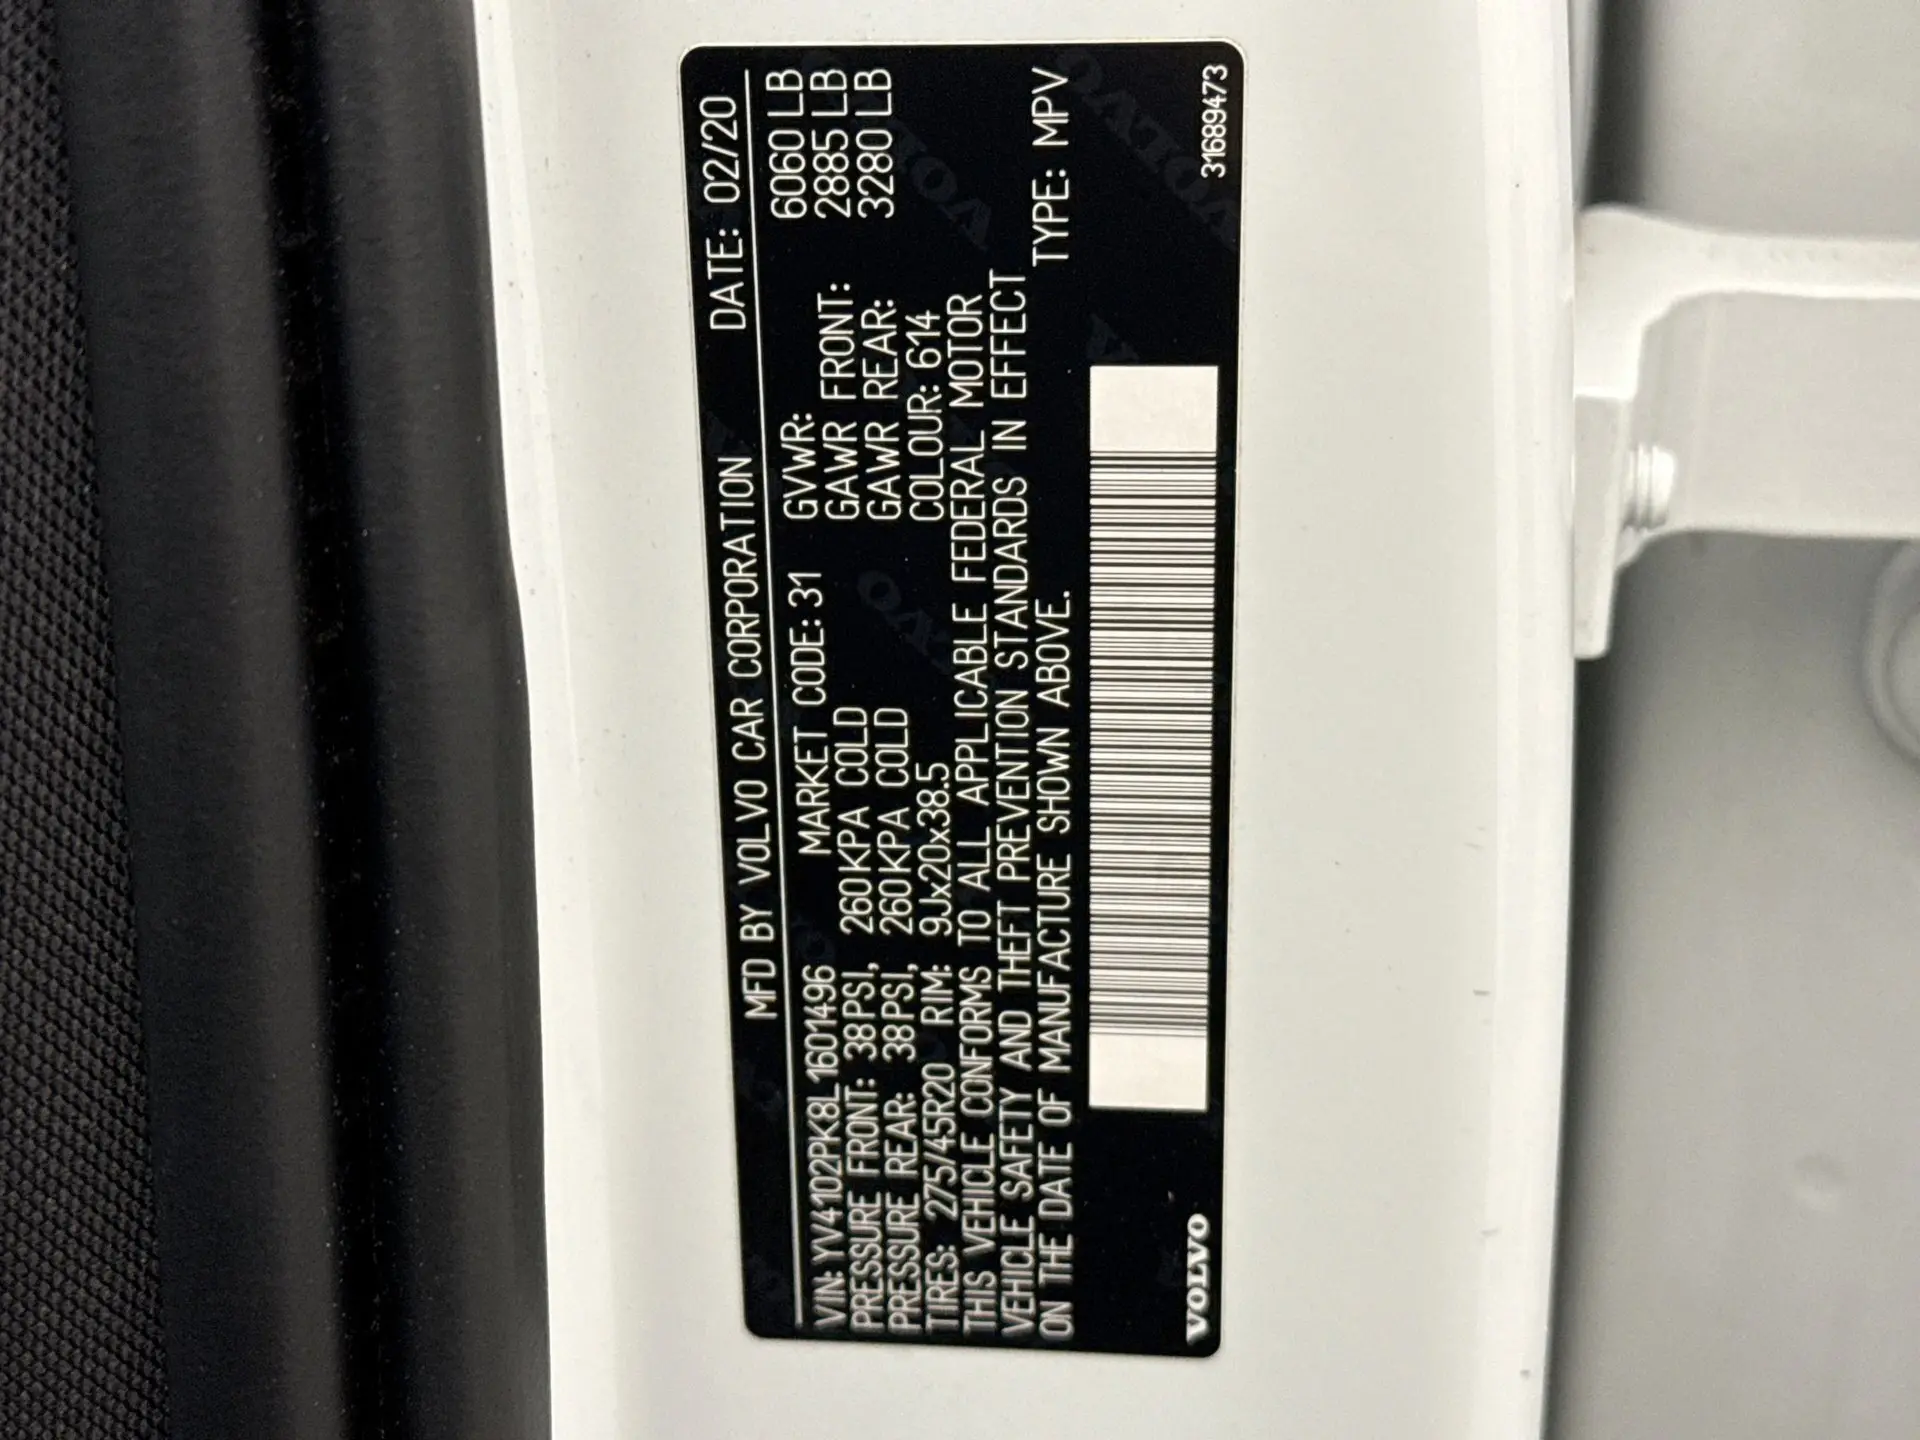 MFD BY VOLVO CAR CORPORATION DATE: 02/20
VIN: YV4102PK8L1601496 MARKET CODE: 31 GVWR: 6060 LB
PRESSURE FRONT: 38PSI, 260KPA COLD GAWR FRONT: 2885 LB
PRESSURE REAR: 38PSI, 260KPA COLD GAWR REAR: 3280 LB
TIRES: 275/45R20 RIM: 9Jx20x38.5 COLOUR: 614
THIS VEHICLE CONFORMS TO ALL APPLICABLE FEDERAL MOTOR
VEHICLE SAFETY AND THEFT PREVENTION STANDARDS IN EFFECT
ON THE DATE OF MANUFACTURE SHOWN ABOVE. TYPE: MPV
VOLVO 31689473